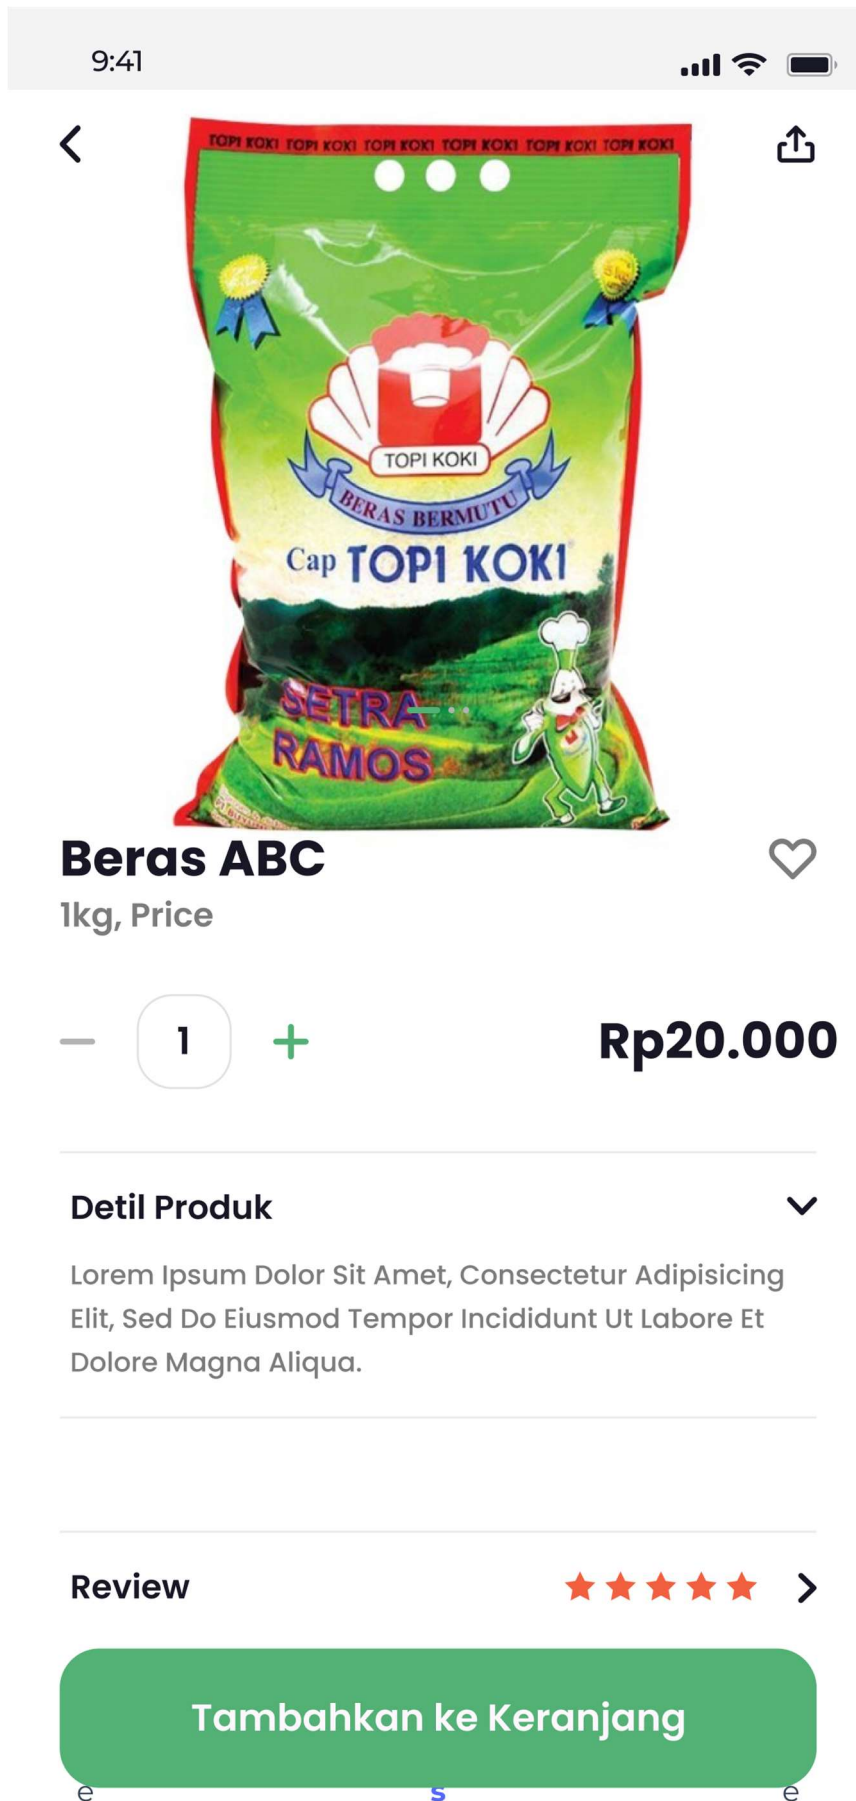 9:41
TOPI KOKI TOPI KOKI TOPI KOKI TOPI KOKI TOPI KOKI TOPI KOKI
TOPI KOKI
BERAS BERMUTU
Cap TOPI KOKI
SETRA
RAMOS
Beras ABC
1kg, Price
1
Rp20.000
Detil Produk
Lorem Ipsum Dolor Sit Amet, Consectetur Adipisicing
Elit, Sed Do Eiusmod Tempor Incididunt Ut Labore Et
Dolore Magna Aliqua.
Review
Tambahkan ke Keranjang
e s e